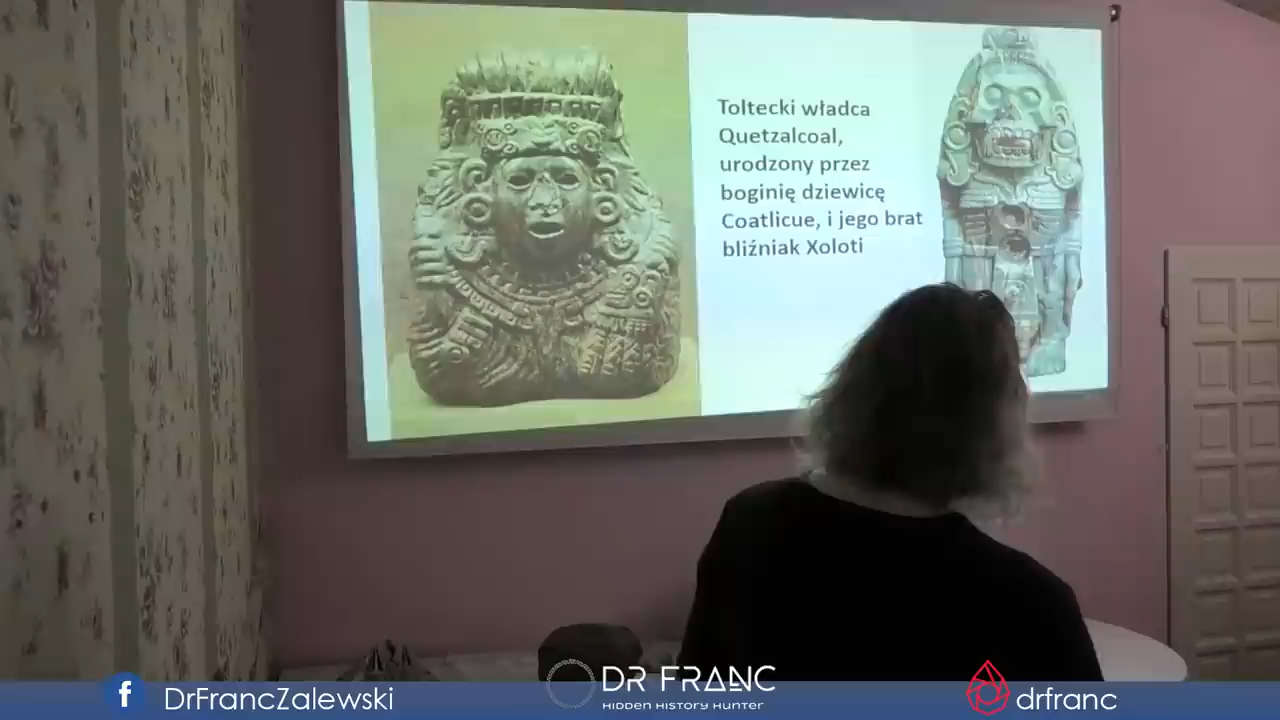 Toltecki władca
Quetzalcoal,
urodzony przez
boginię dziewicę
Coatlicue, i jego brat
bliźniak Xoloti
f DrFrancZalewski
DR FRANC
HIDDEN HISTORY HUNTER
drfranc